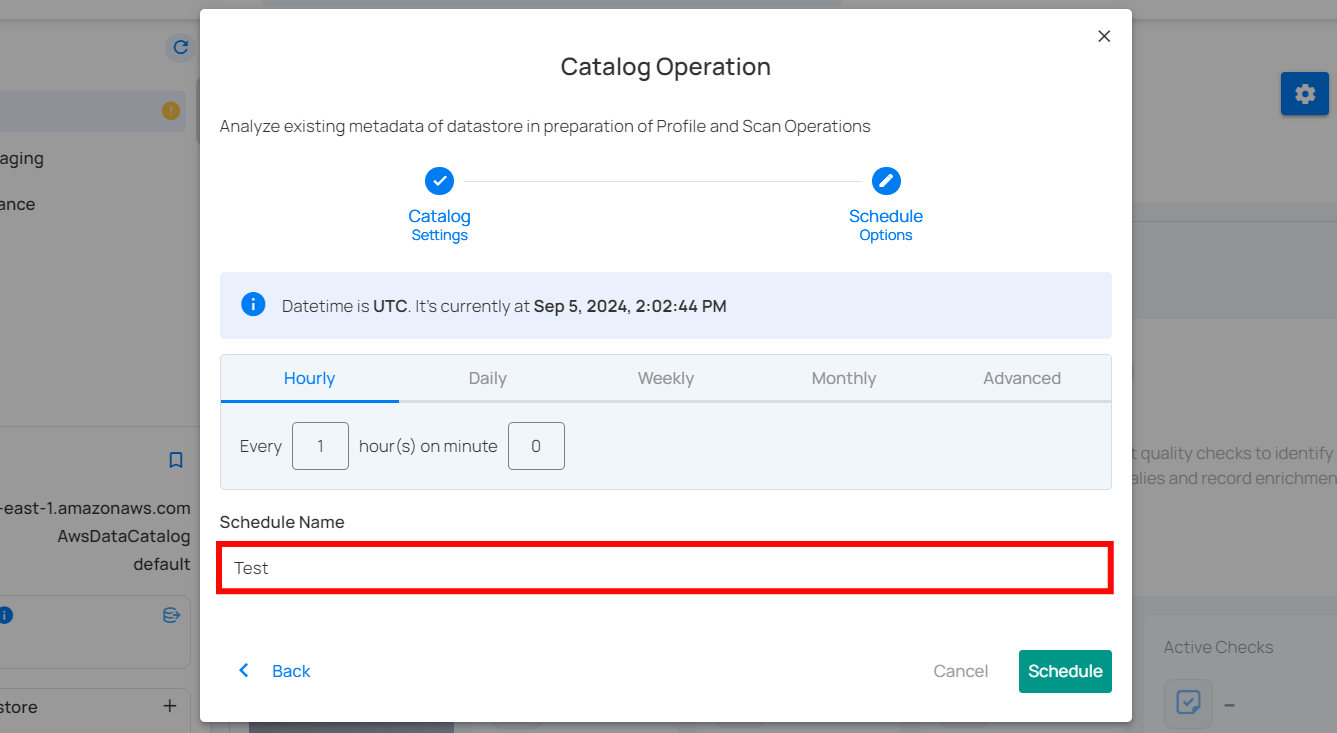 Catalog Operation
Analyze existing metadata of datastore in preparation of Profile and Scan Operations
Catalog
Settings
Schedule
Options
Datetime is UTC. It's currently at Sep 5, 2024, 2:02:44 PM
Hourly Daily Weekly Monthly Advanced
Every 1 hour(s) on minute 0
Schedule Name
Test
Back Cancel Schedule
aging
ance
-east-1.amazonaws.com
AwsDataCatalog
default
store
t quality checks to identify
alies and record enrichmen
Active Checks
–